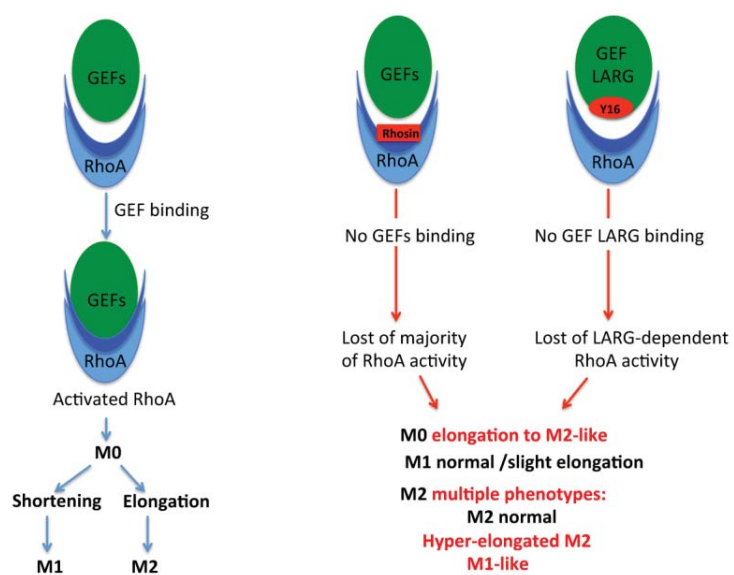 GEFs
RhoA
GEF binding
GEFs
RhoA
Activated RhoA
M0
Shortening Elongation
M1 M2
GEFs
Rhosin
RhoA
No GEFs binding
Lost of majority
of RhoA activity
GEF
LARG
Y16
RhoA
No GEF LARG binding
Lost of LARG-dependent
RhoA activity
M0 elongation to M2-like
M1 normal /slight elongation
M2 multiple phenotypes:
M2 normal
Hyper-elongated M2
M1-like